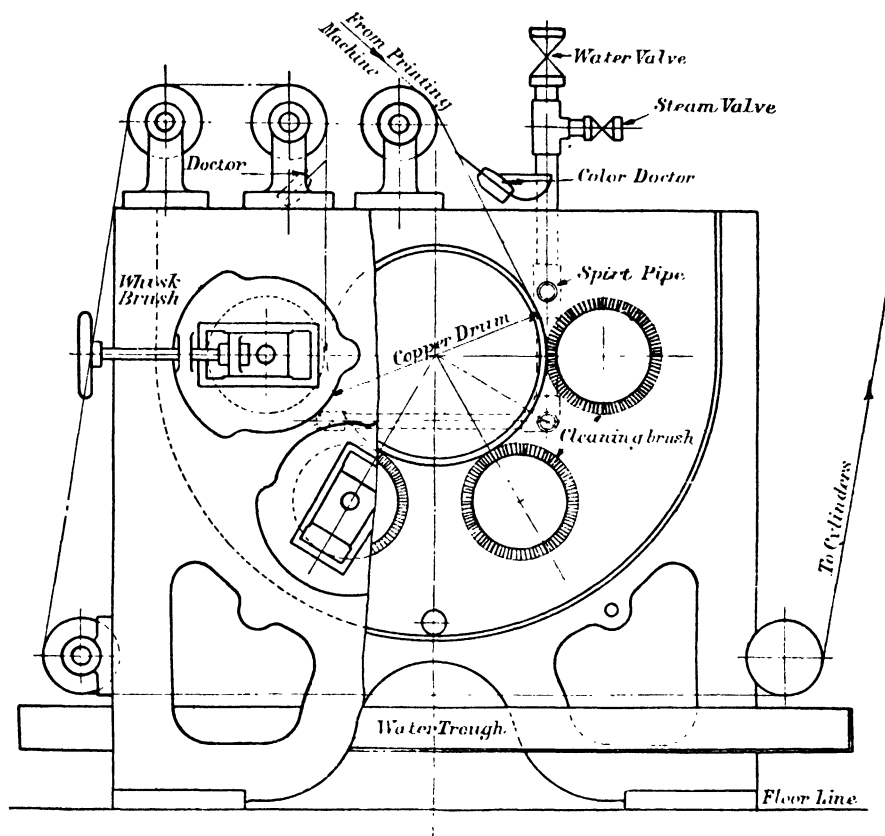 From Printing
Machine
Water Valve
Steam Valve
Doctor
Color Doctor
Whisk
Brush
Spirt Pipe
Copper Drum
Cleaning brush
To Cylinders
Water Trough
Floor Line